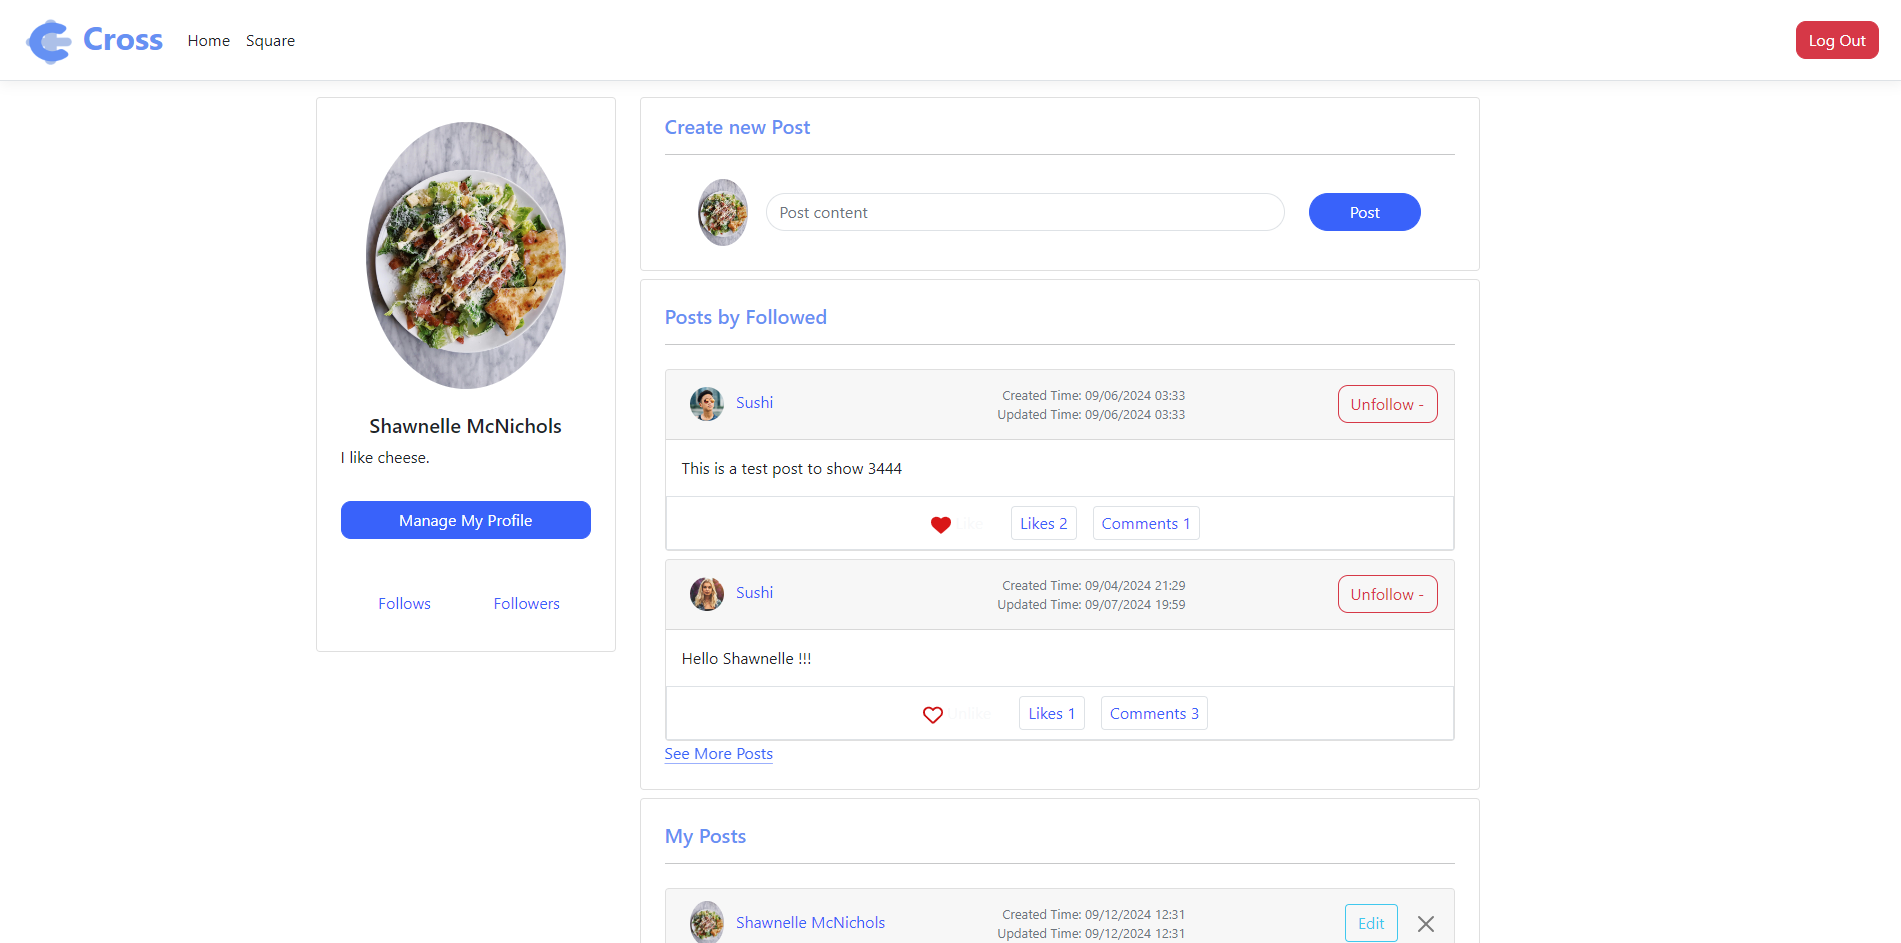 Cross
Home
Square
Log Out
Shawnelle McNichols
I like cheese.
Manage My Profile
Follows
Followers
Create new Post
Post content
Post
Posts by Followed
Sushi
Created Time: 09/06/2024 03:33
Updated Time: 09/06/2024 03:33
Unfollow -
This is a test post to show 3444
Likes 2
Comments 1
Sushi
Created Time: 09/04/2024 21:29
Updated Time: 09/07/2024 19:59
Unfollow -
Hello Shawnelle !!!
Likes 1
Comments 3
See More Posts
My Posts
Shawnelle McNichols
Created Time: 09/12/2024 12:31
Updated Time: 09/12/2024 12:31
Edit